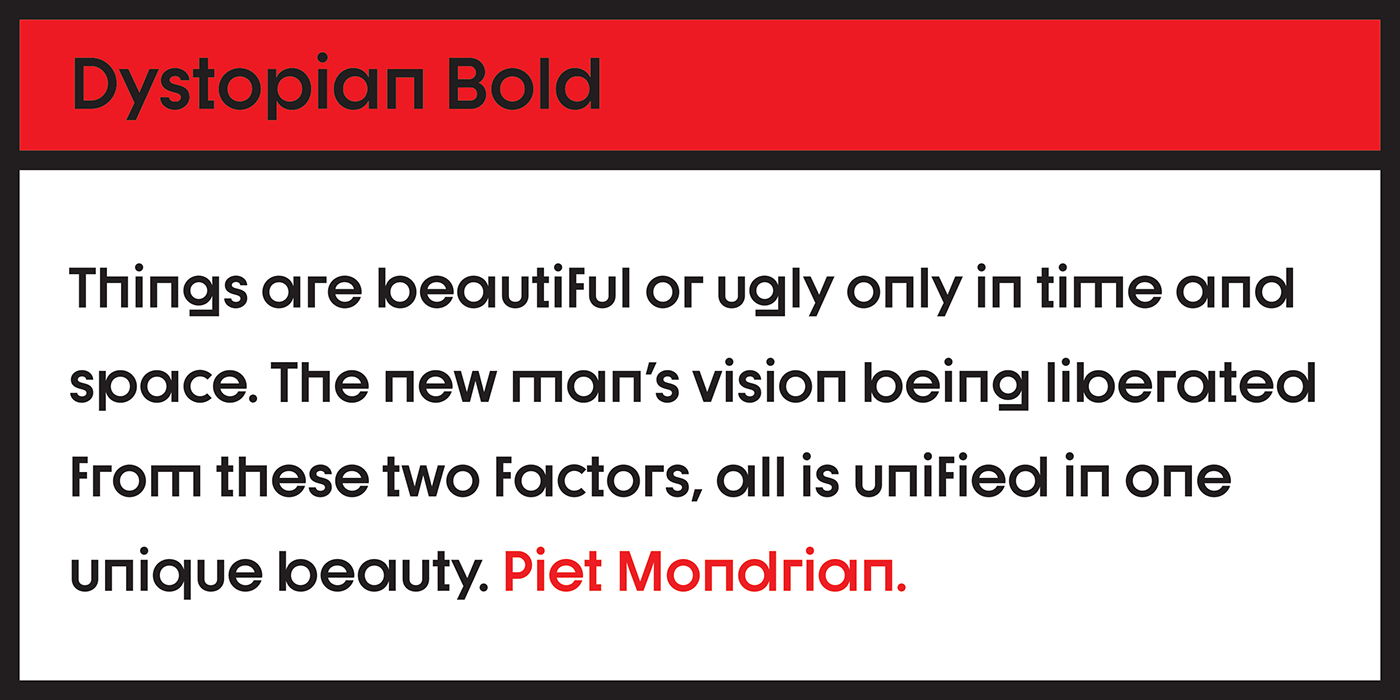 Dystopian Bold
Things are beautiful or ugly only in time and
space. The new man’s vision being liberated
from these two factors, all is unified in one
unique beauty. Piet Mondrian.